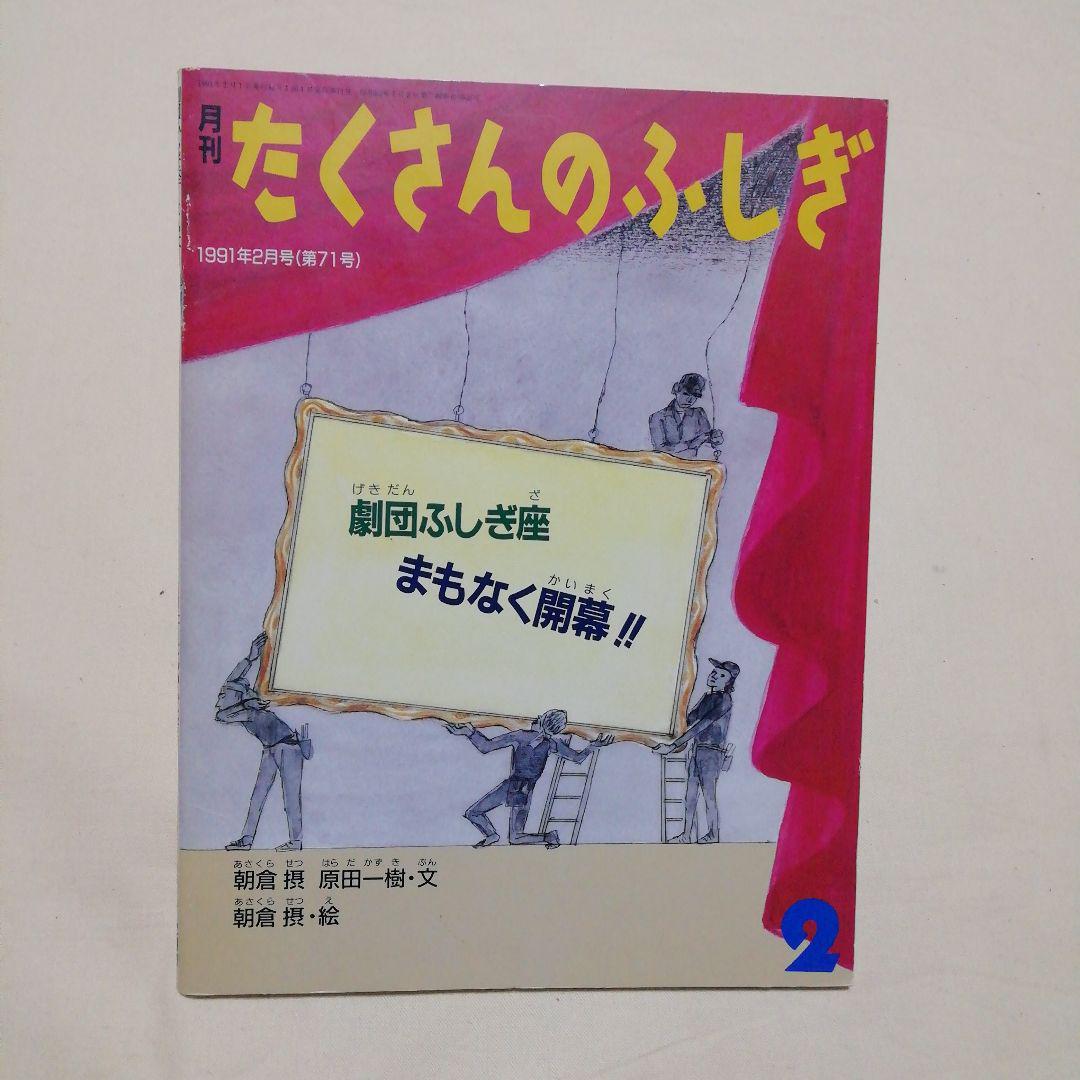 月刊
たくさんのふしぎ
1991年2月号(第71号)
げきだん ざ
劇団ふしぎ座
かいまく
まもなく開幕!!
あさくら せつ はらだ かずき ぶん
朝倉 摂 原田一樹・文
あさくら せつ え
朝倉 摂・絵
2